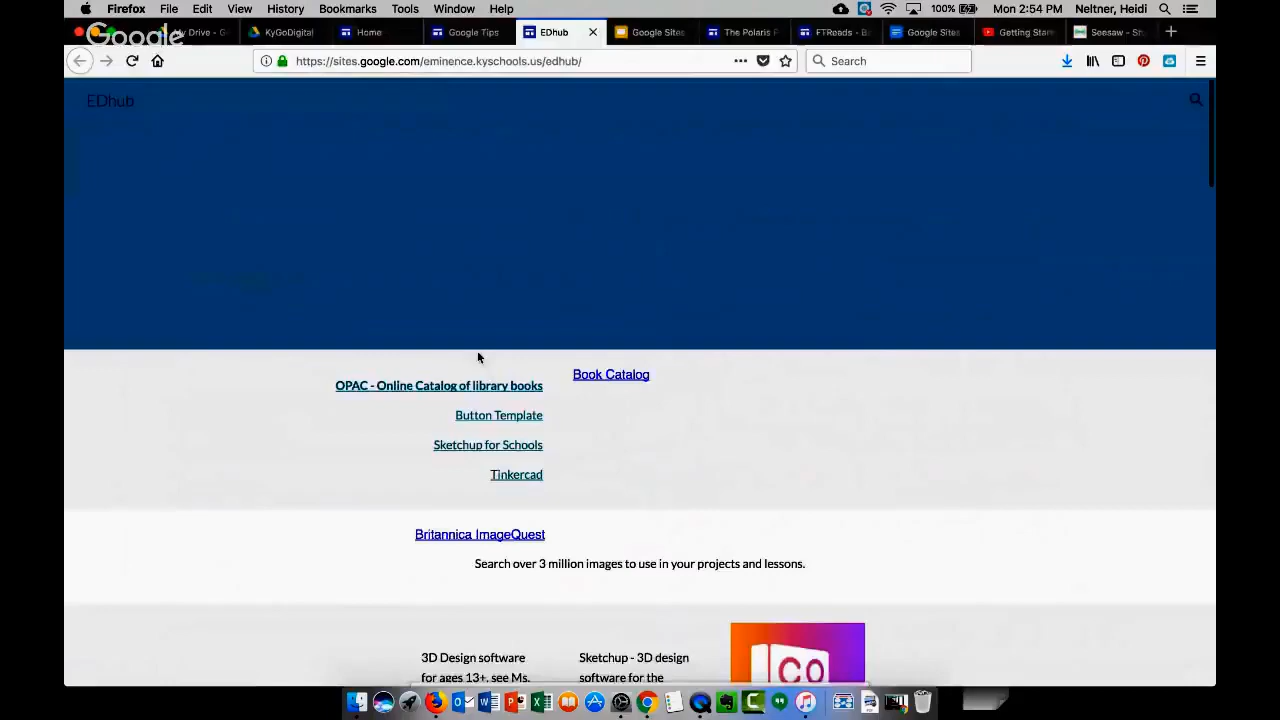 Firefox File Edit View History Bookmarks Tools Window Help 100% Mon 2:54 PM Neltner, Heidi
Google
My Drive - G KyGoDigital Home Google Tips EDhub Google Sites The Polaris P FTReads - B Google Sites Getting Star Seesaw - St
https://sites.google.com/eminence.kyschools.us/edhub/ Search
EDhub
OPAC - Online Catalog of library books
Book Catalog
Button Template
Sketchup for Schools
Tinkercad
Britannica ImageQuest
Search over 3 million images to use in your projects and lessons.
3D Design software
for ages 13+, see Ms.
Sketchup - 3D design
software for the
CO